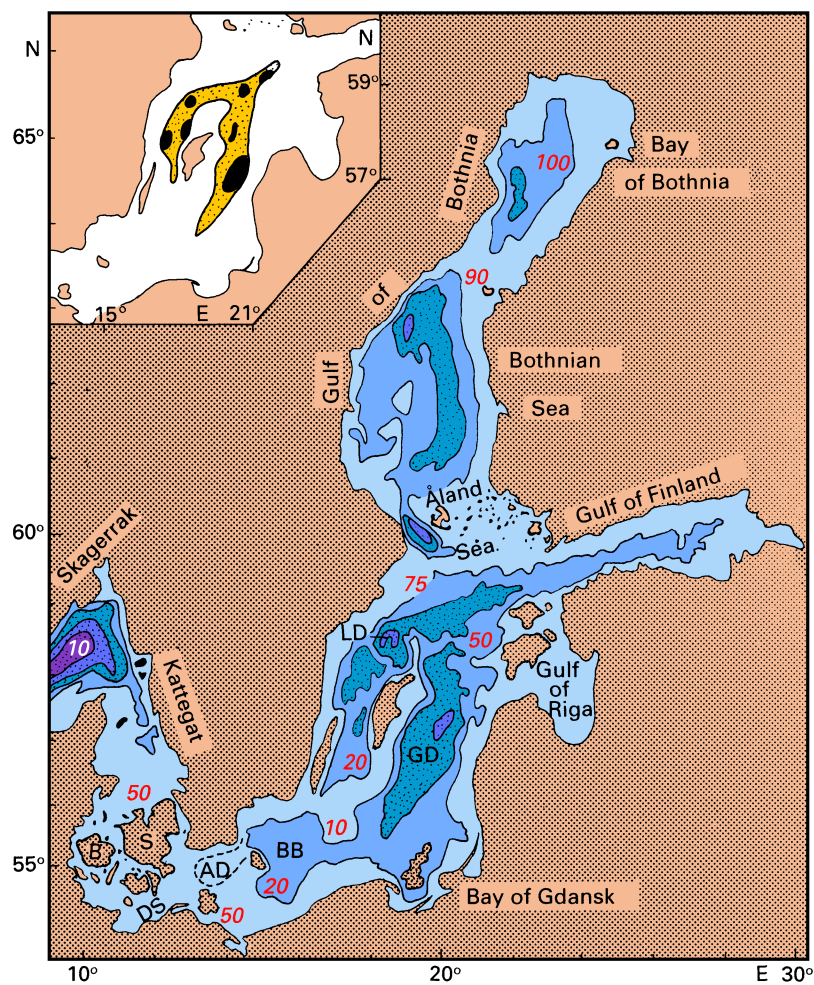 N
N
59°
65°
57°
15°
E
21°
Bothnia
100
Bay
of Bothnia
90
of
Gulf
Bothnian
Sea
Åland
Sea
Gulf of Finland
60°
Skagerrak
75
10
LD
50
Kattegat
Gulf
of
Riga
GD
20
50
10
B
S
BB
AD
55°
20
DS
50
Bay of Gdansk
10°
20°
E
30°